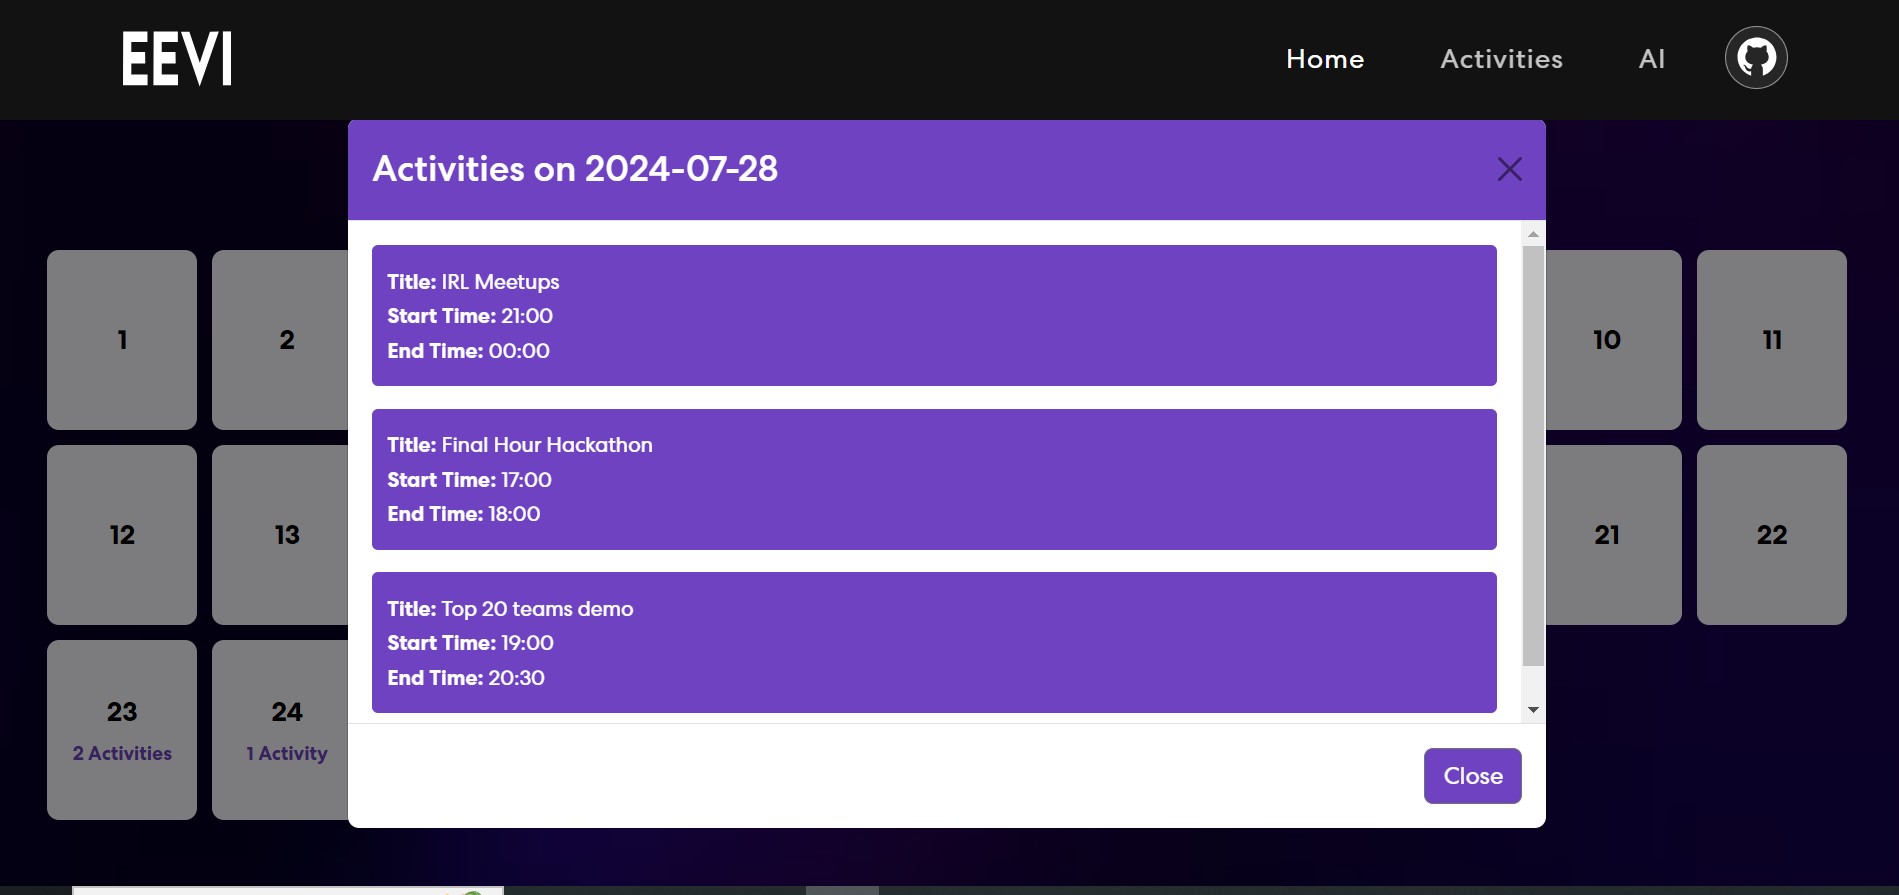 EEVI
Home Activities AI
Activities on 2024-07-28
Title: IRL Meetups
Start Time: 21:00
End Time: 00:00
Title: Final Hour Hackathon
Start Time: 17:00
End Time: 18:00
Title: Top 20 teams demo
Start Time: 19:00
End Time: 20:30
Close
1 2 10 11
12 13 21 22
23 24
2 Activities 1 Activity